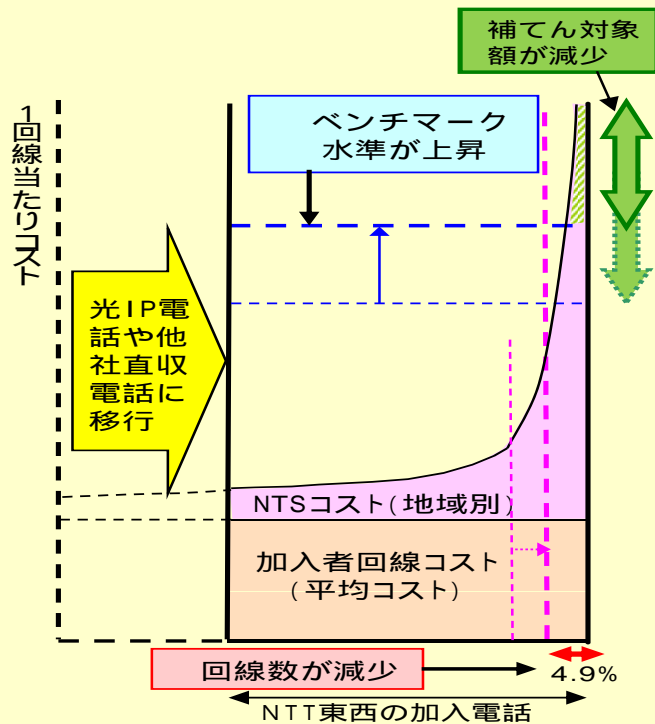 補てん対象
額が減少
ベンチマーク
水準が上昇
1回線当たりコスト
光IP電
話や他
社直収
電話に
移行
NTSコスト(地域別)
加入者回線コスト
(平均コスト)
回線数が減少
4.9%
NTT東西の加入電話